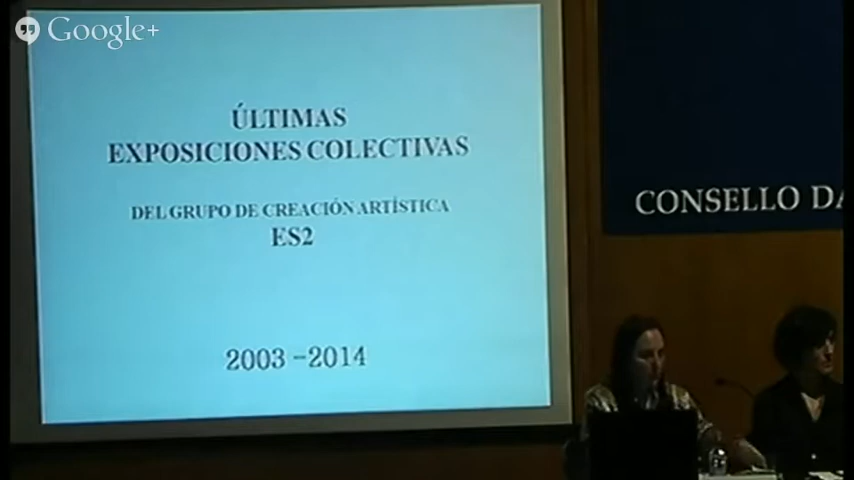 Google+
ÚLTIMAS
EXPOSICIONES COLECTIVAS
DEL GRUPO DE CREACIÓN ARTÍSTICA
ES2
2003 -2014
CONSELLO DA